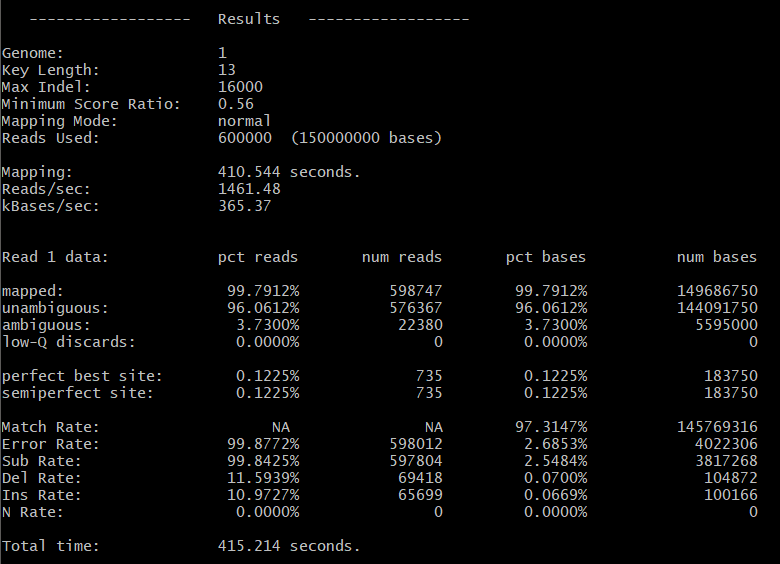 ------------------ Results ------------------
Genome: 1
Key Length: 13
Max Indel: 16000
Minimum Score Ratio: 0.56
Mapping Mode: normal
Reads Used: 600000 (150000000 bases)
Mapping: 410.544 seconds.
Reads/sec: 1461.48
kBases/sec: 365.37
Read 1 data: pct reads num reads pct bases num bases
mapped: 99.7912% 598747 99.7912% 149686750
unambiguous: 96.0612% 576367 96.0612% 144091750
ambiguous: 3.7300% 22380 3.7300% 5595000
low-Q discards: 0.0000% 0 0.0000% 0
perfect best site: 0.1225% 735 0.1225% 183750
semiperfect site: 0.1225% 735 0.1225% 183750
Match Rate: NA NA 97.3147% 145769316
Error Rate: 99.8772% 598012 2.6853% 4022306
Sub Rate: 99.8425% 597804 2.5484% 3817268
Del Rate: 11.5939% 69418 0.0700% 104872
Ins Rate: 10.9727% 65699 0.0669% 100166
N Rate: 0.0000% 0 0.0000% 0
Total time: 415.214 seconds.